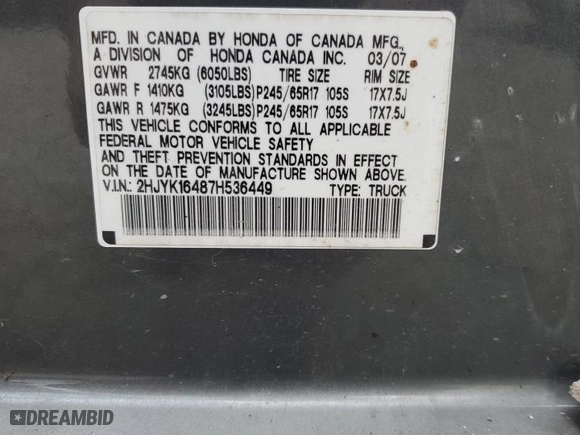 MFD. IN CANADA BY HONDA OF CANADA MFG.,
A DIVISION OF HONDA CANADA INC. 03/07
GVWR 2745KG (6050LBS) TIRE SIZE RIM SIZE
GAWR F 1410KG (3105LBS) P245/65R17 105S 17X7.5J
GAWR R 1475KG (3245LBS) P245/65R17 105S 17X7.5J
THIS VEHICLE CONFORMS TO ALL APPLICABLE
FEDERAL MOTOR VEHICLE SAFETY
AND THEFT PREVENTION STANDARDS IN EFFECT
ON THE DATE OF MANUFACTURE SHOWN ABOVE.
V.I.N.: 2HJYK16487H536449 TYPE: TRUCK
DREAMBID